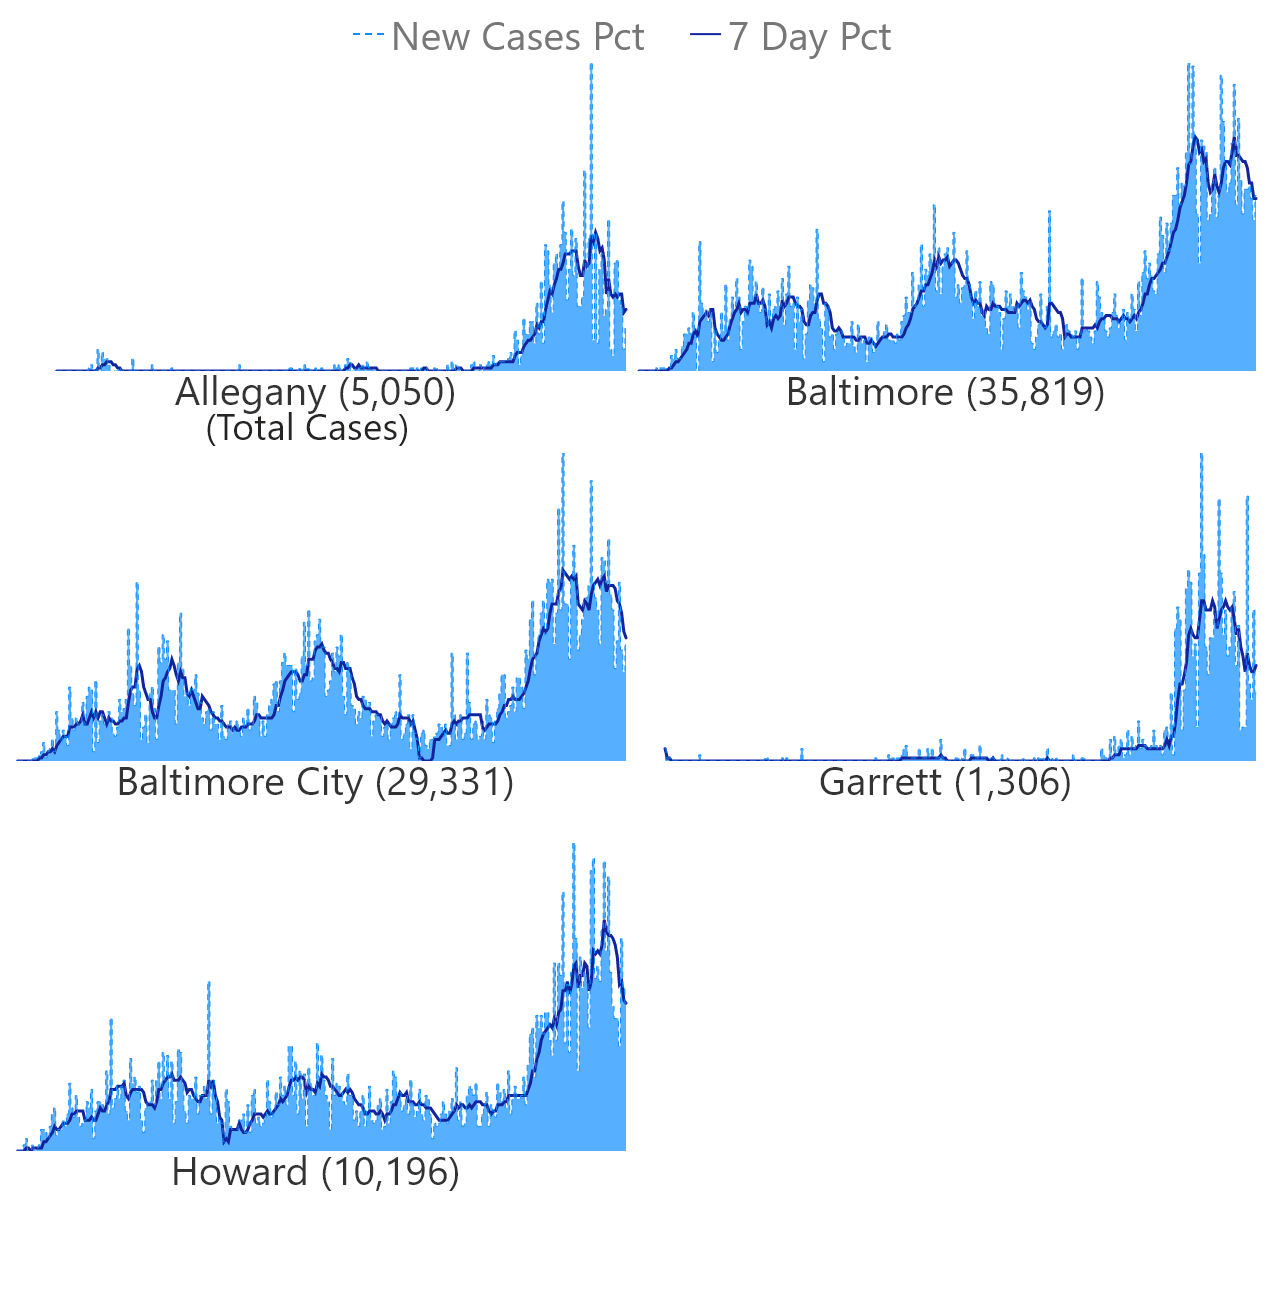 New Cases Pct 7 Day Pct
Allegany (5,050)
(Total Cases)
Baltimore (35,819)
Baltimore City (29,331)
Garrett (1,306)
Howard (10,196)